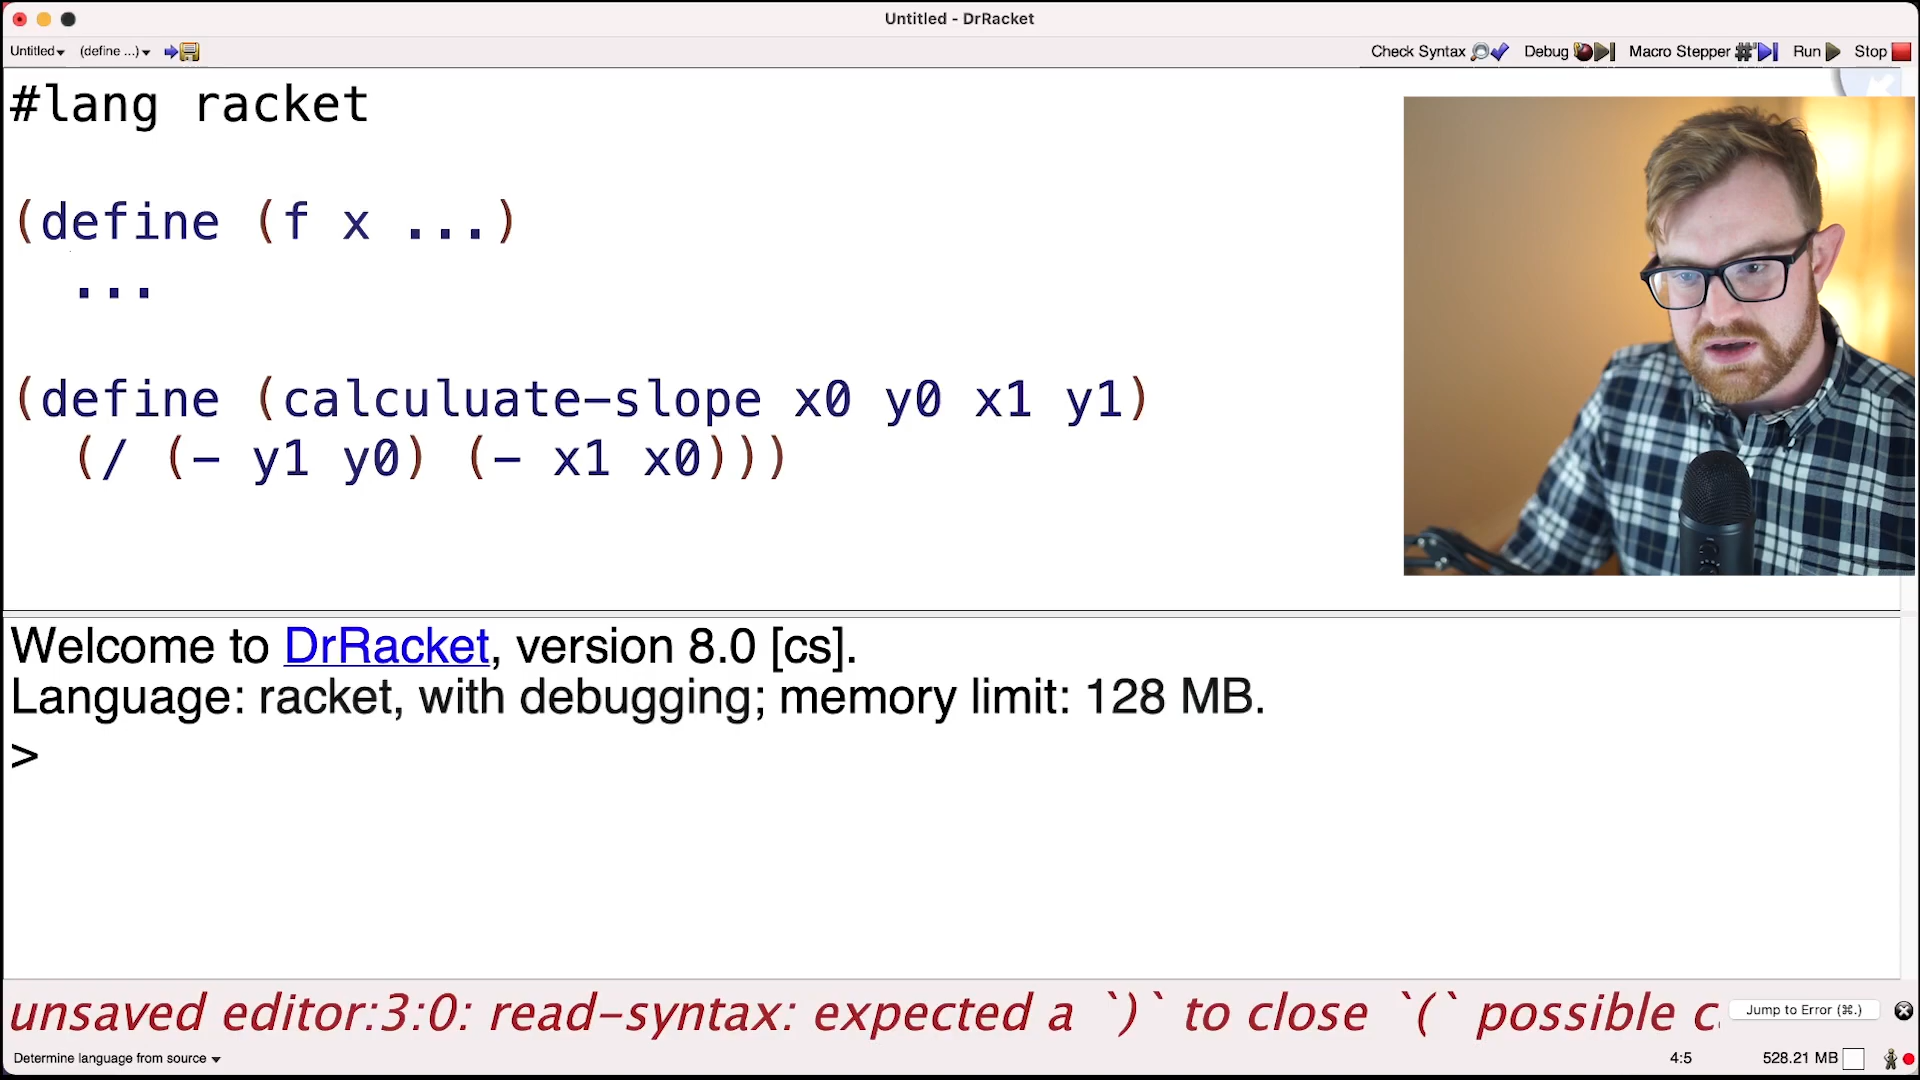 Untitled - DrRacket
Untitled (define ...) Check Syntax Debug Macro Stepper Run Stop
#lang racket
(define (f x ...)
...
(define (calculuate-slope x0 y0 x1 y1)
(/ (- y1 y0) (- x1 x0)))
Welcome to DrRacket, version 8.0 [cs].
Language: racket, with debugging; memory limit: 128 MB.
>
unsaved editor:3:0: read-syntax: expected a `)` to close `(` possible c Jump to Error (⌘.)
Determine language from source 4:5 528.21 MB